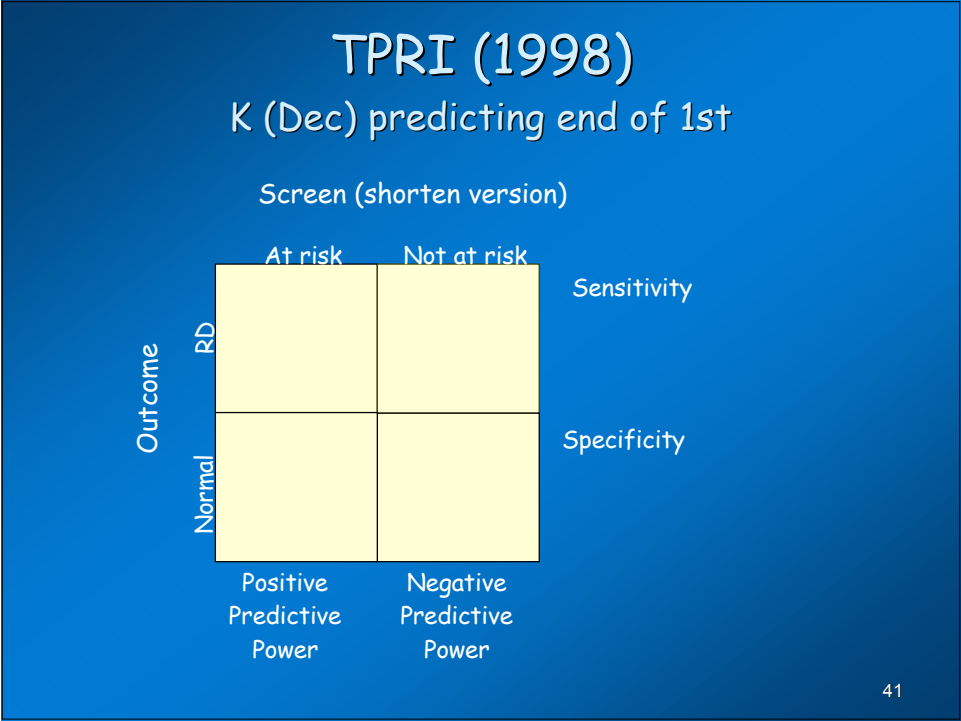 TPRI (1998)
K (Dec) predicting end of 1st
Screen (shorten version)
At risk Not at risk
Sensitivity
RD
Outcome
Specificity
Normal
Positive Negative
Predictive Predictive
Power Power
41